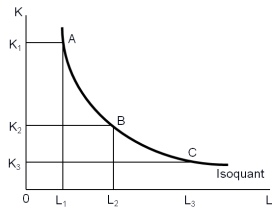 K
K₁ A
K₂ B
K₃ C
Isoquant
0 L₁ L₂ L₃ L